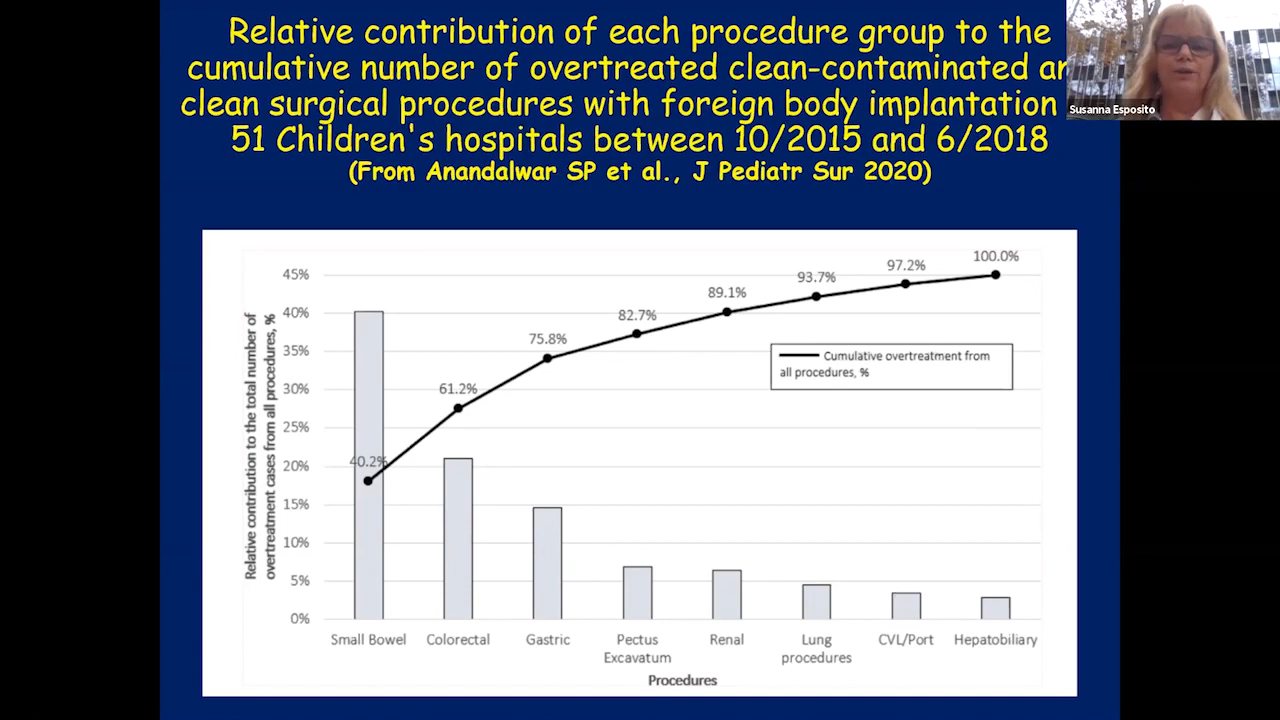 Relative contribution of each procedure group to the
cumulative number of overtreated clean-contaminated
clean surgical procedures with foreign body implantation
51 Children's hospitals between 10/2015 and 6/2018
(From Anandalwar SP et al., J Pediatr Sur 2020)
Susanna Esposito
Relative contribution to the total number of
overtreatment cases from all procedures, %
45%
40%
35%
30%
25%
20%
15%
10%
5%
0%
40.2%
61.2%
75.8%
82.7%
89.1%
93.7%
97.2%
100.0%
Cumulative overtreatment from
all procedures, %
Small Bowel
Colorectal
Gastric
Pectus
Excavatum
Renal
Lung
procedures
CVL/Port
Hepatobiliary
Procedures